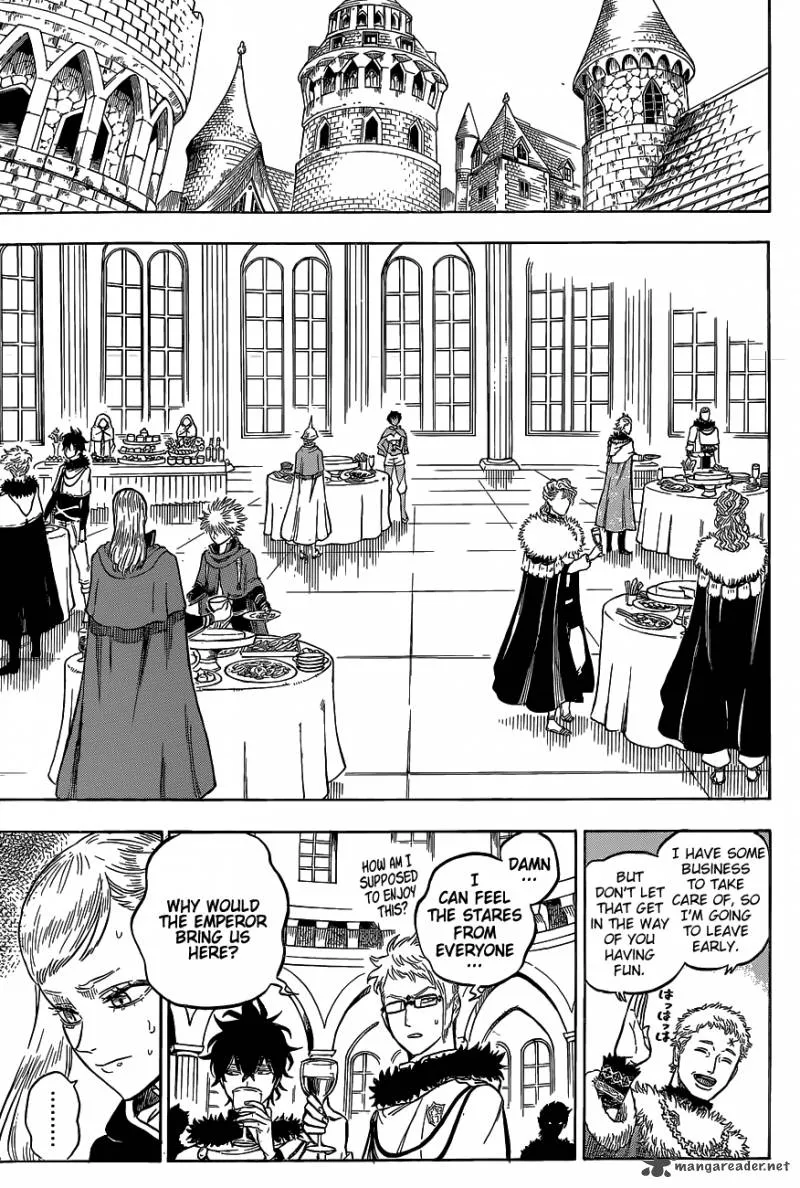 I HAVE SOME
BUSINESS
TO TAKE
CARE OF, SO
I'M GOING
TO LEAVE
EARLY.
BUT
DON'T LET
THAT GET
IN THE WAY
OF YOU
HAVING
FUN.
はっはっは
DAMN
...
I
CAN FEEL
THE STARES
FROM
EVERYONE
...
HOW AM I
SUPPOSED
TO ENJOY
THIS?
WHY WOULD
THE EMPEROR
BRING US
HERE?
........
mangareader.net